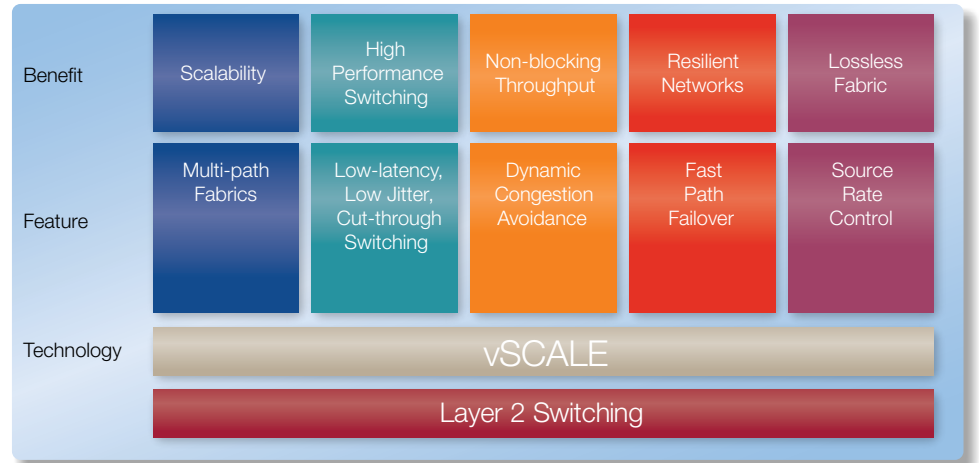 Benefit
Scalability
High
Performance
Switching
Non-blocking
Throughput
Resilient
Networks
Lossless
Fabric
Feature
Multi-path
Fabrics
Low-latency,
Low Jitter,
Cut-through
Switching
Dynamic
Congestion
Avoidance
Fast
Path
Failover
Source
Rate
Control
Technology
vSCALE
Layer 2 Switching